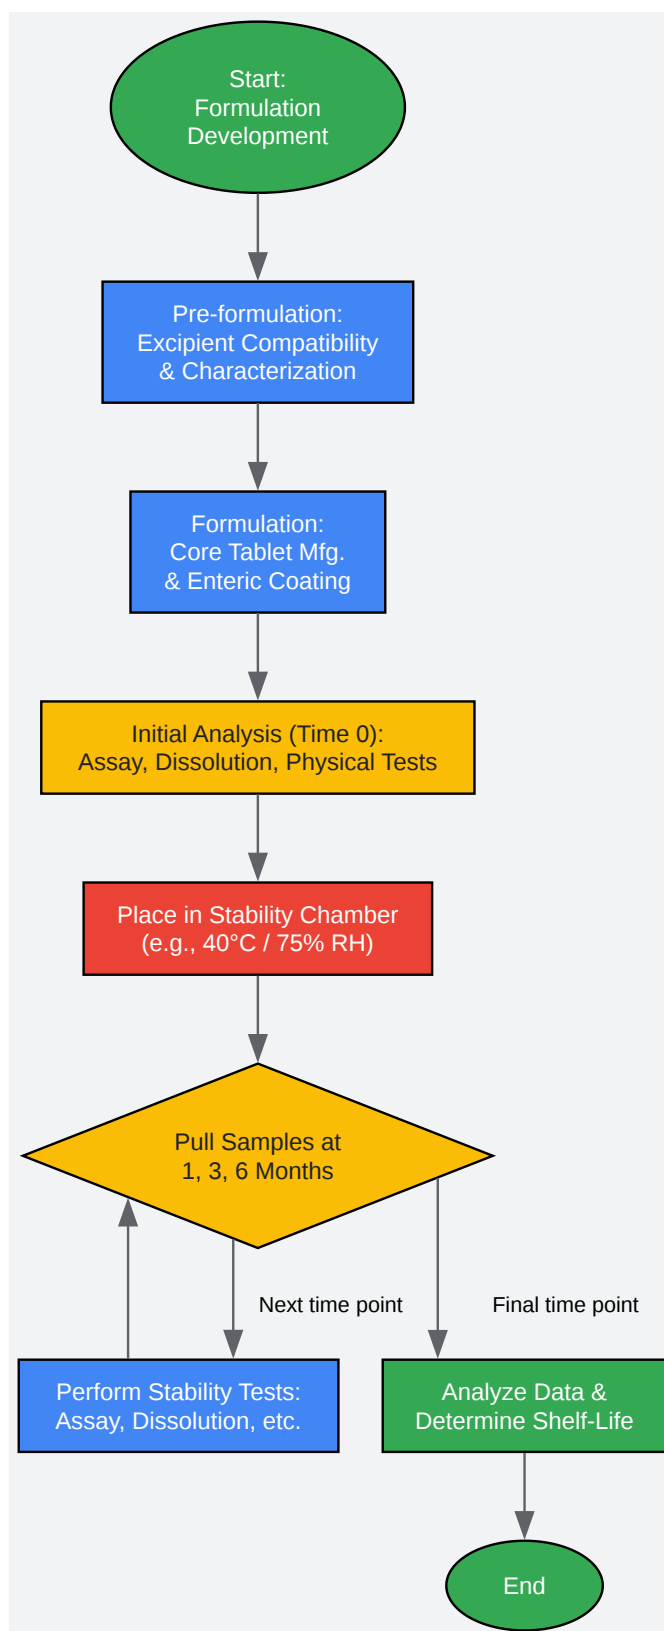 Start:
Formulation
Development
Pre-formulation:
Excipient Compatibility
& Characterization
Formulation:
Core Tablet Mfg.
& Enteric Coating
Initial Analysis (Time 0):
Assay, Dissolution, Physical Tests
Place in Stability Chamber
(e.g., 40°C / 75% RH)
Pull Samples at
1, 3, 6 Months
Next time point
Final time point
Perform Stability Tests:
Assay, Dissolution, etc.
Analyze Data &
Determine Shelf-Life
End